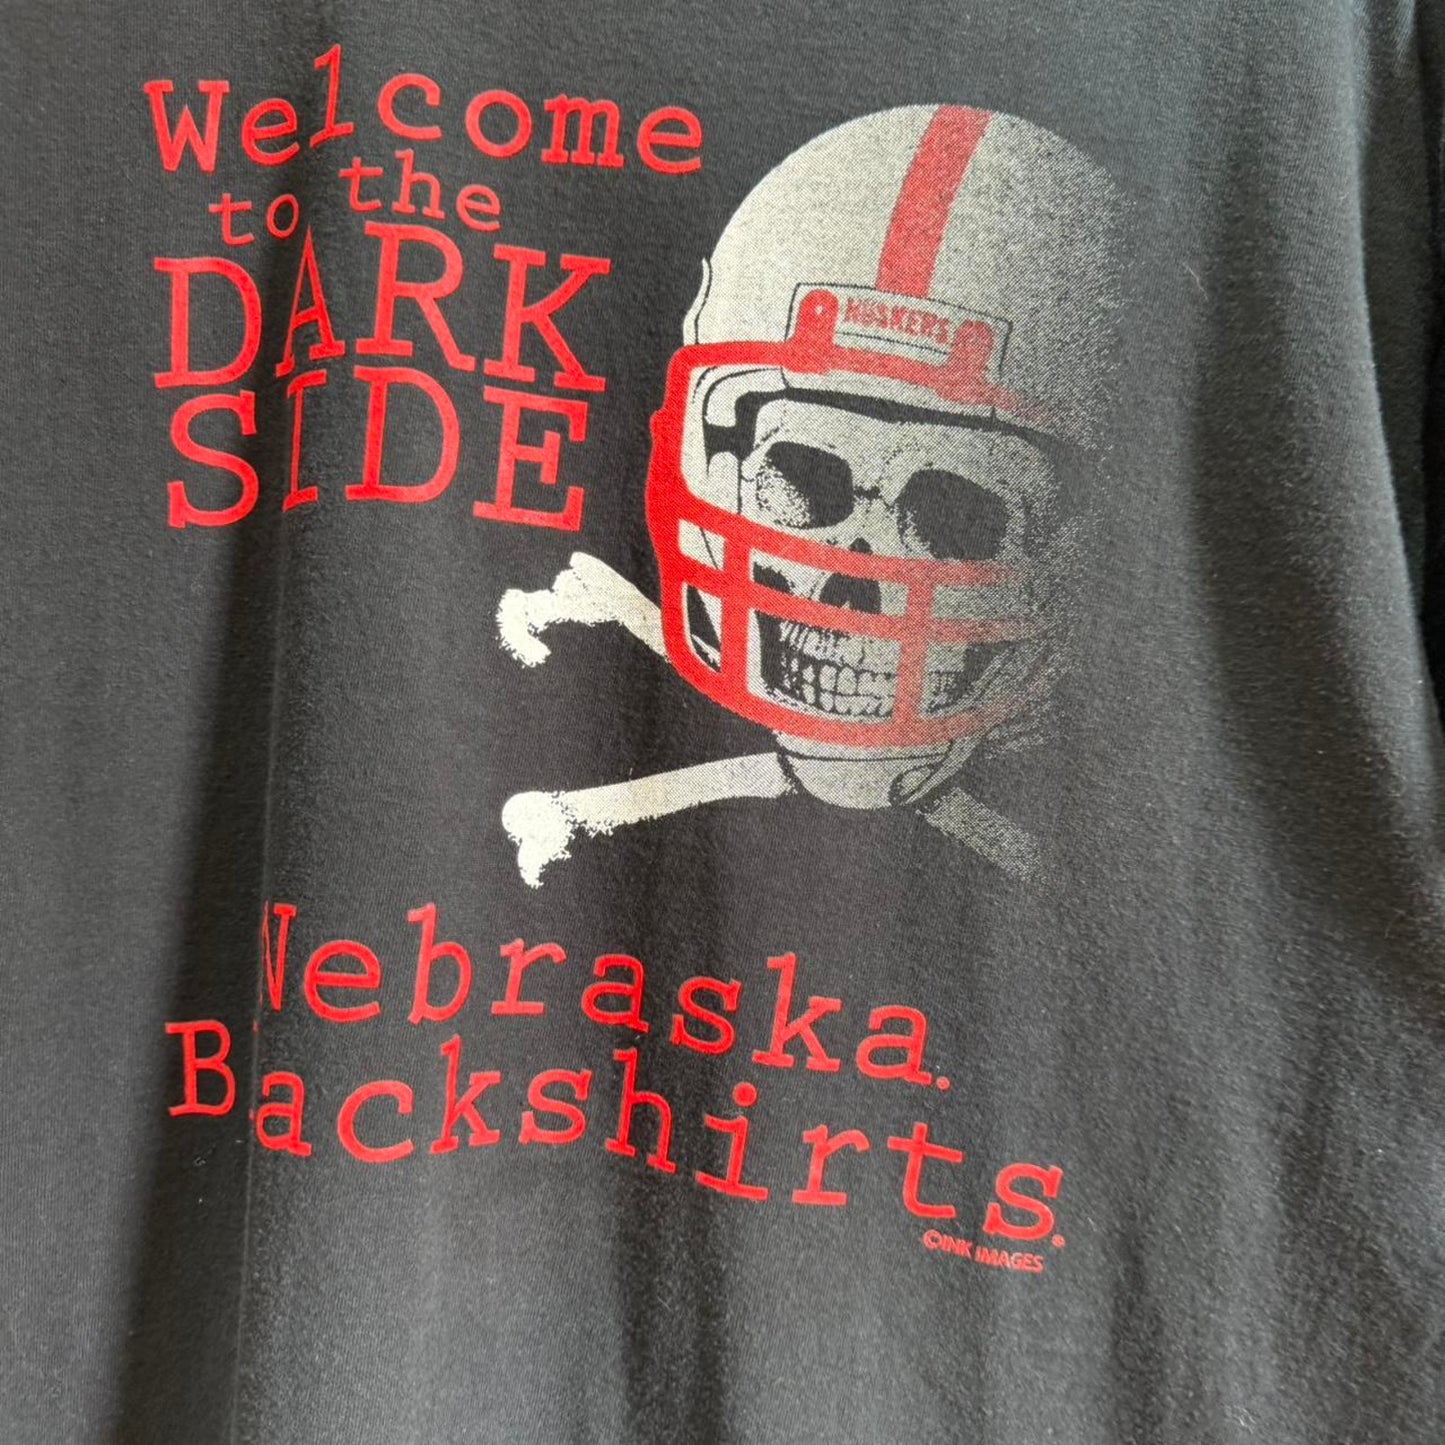 Welcome
to the
DARK
SIDE
HUSKERS
Nebraska®
Backshirts®
©INK IMAGES